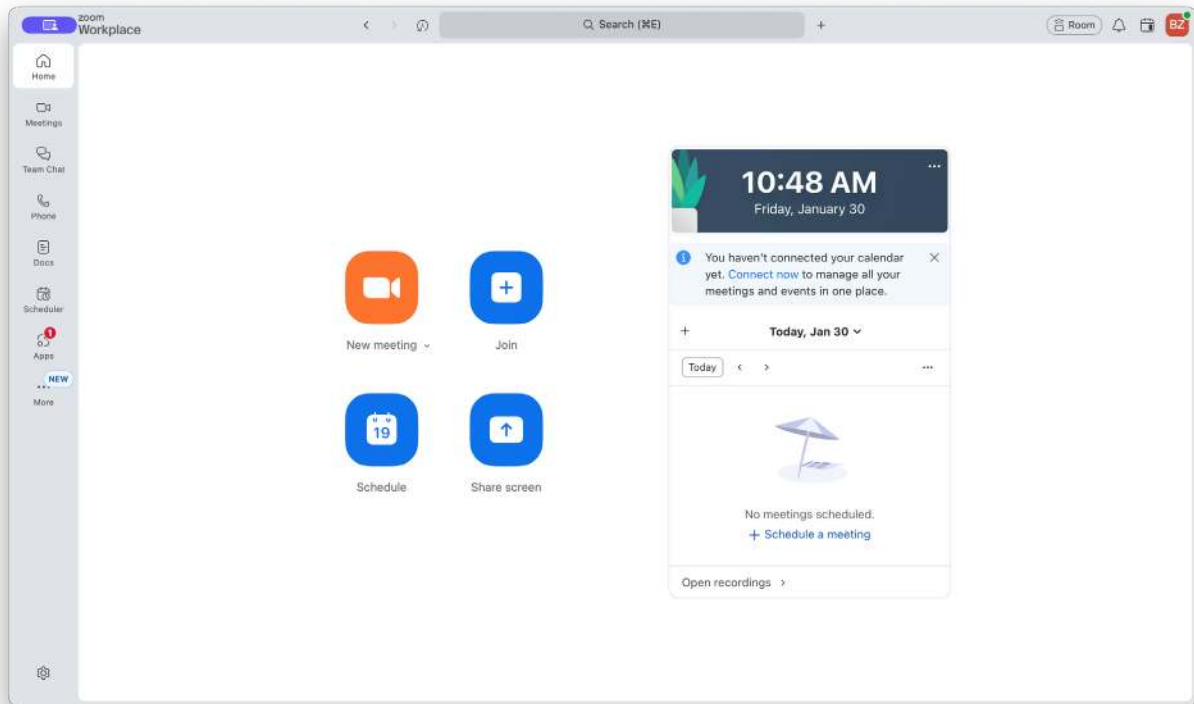 zoom
Workplace
Search (⌘E)
Room
BZ
Home
Meetings
Team Chat
Phone
Docs
Scheduler
1
Apps
NEW
More
New meeting
Join
19
Schedule
Share screen
10:48 AM
Friday, January 30
You haven't connected your calendar
yet. Connect now to manage all your
meetings and events in one place.
Today, Jan 30
Today
No meetings scheduled.
+ Schedule a meeting
Open recordings